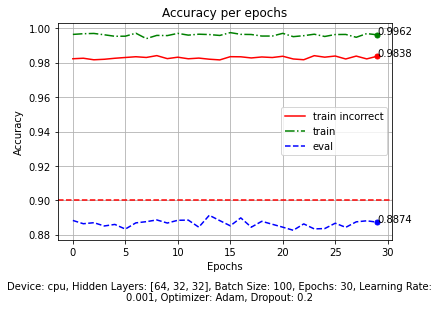 Accuracy per epochs
1.00
0.98
0.96
0.94
0.92
0.90
0.88
Accuracy
0.9962
0.9838
0.8874
train incorrect
train
eval
0 5 10 15 20 25 30
Epochs
Device: cpu, Hidden Layers: [64, 32, 32], Batch Size: 100, Epochs: 30, Learning Rate:
0.001, Optimizer: Adam, Dropout: 0.2